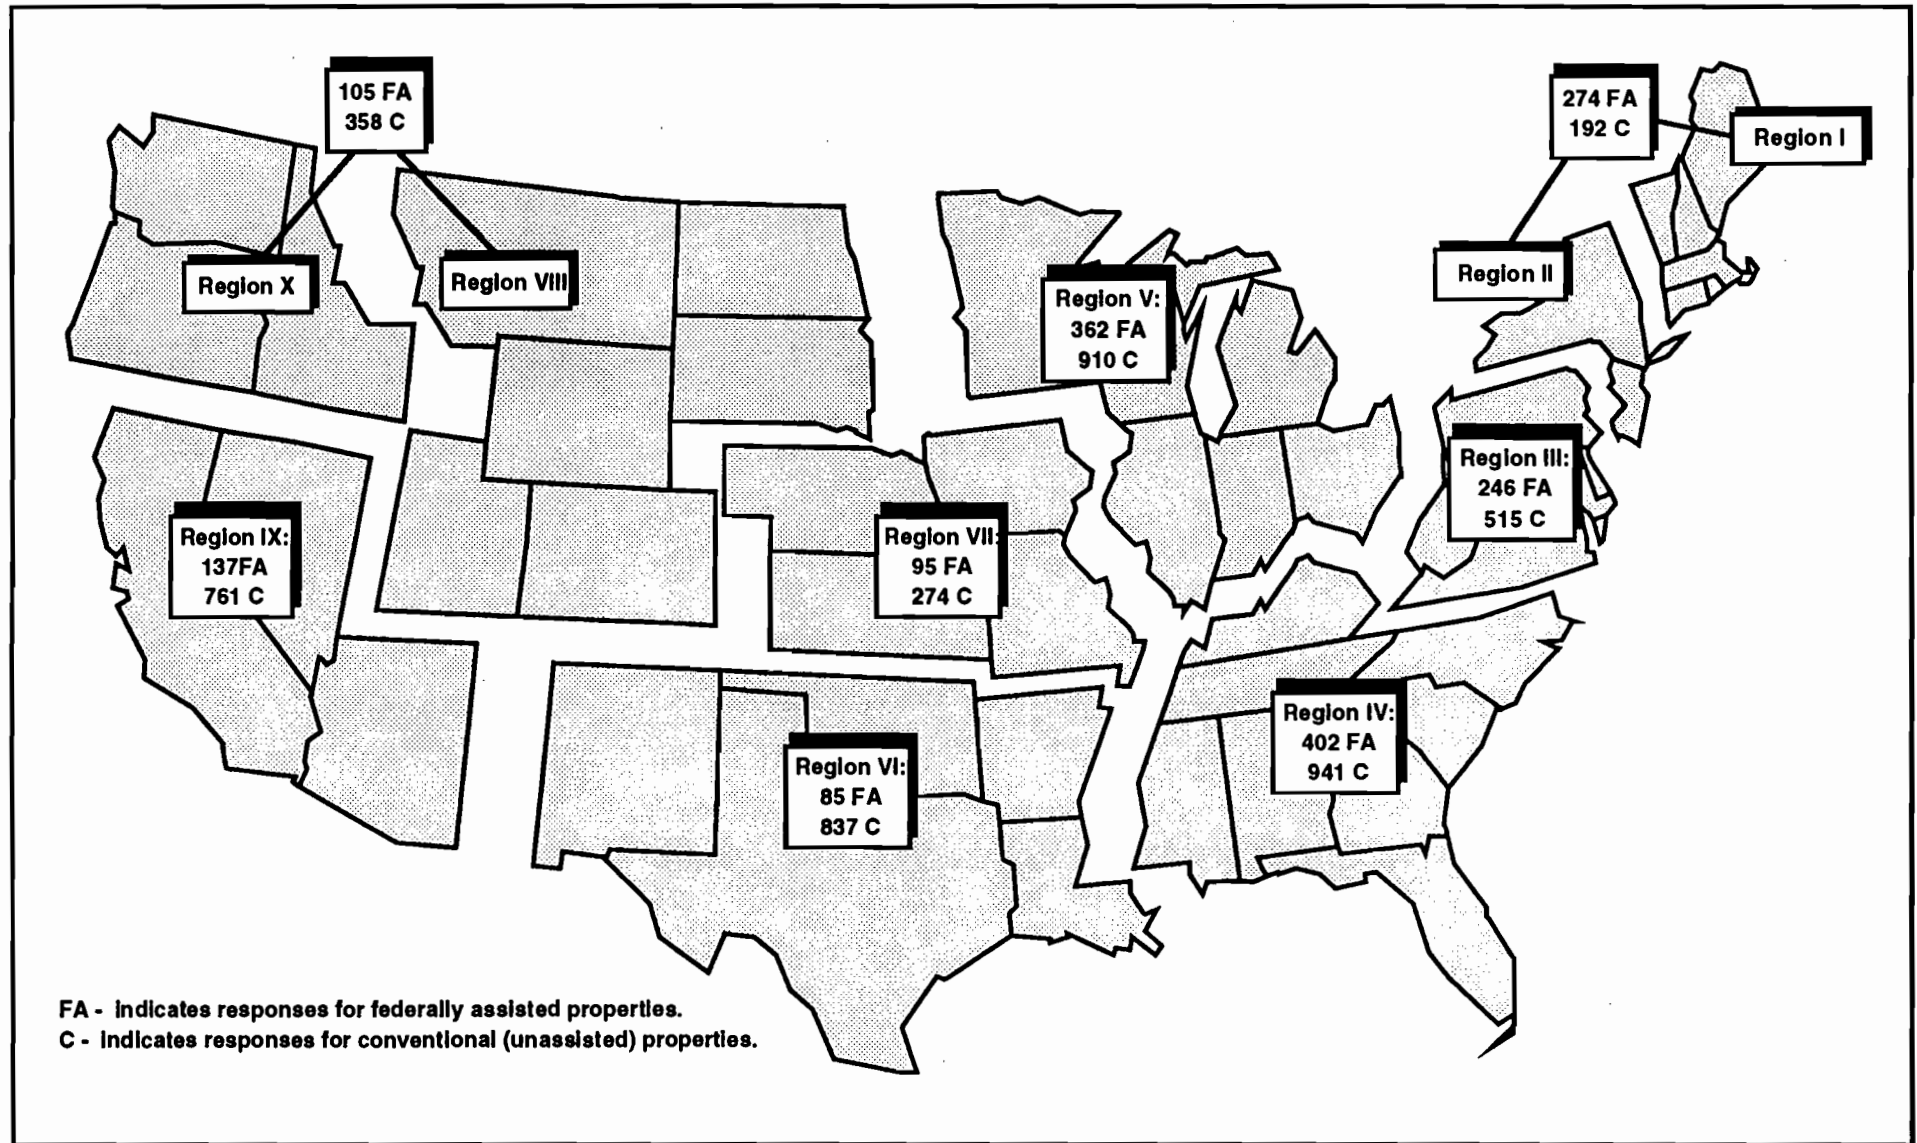 105 FA
358 C
274 FA
192 C
Region I
Region X
Region VIII
Region II
Region V:
362 FA
910 C
Region III:
246 FA
515 C
Region IX:
137FA
761 C
Region VII:
95 FA
274 C
Region IV:
402 FA
941 C
Region VI:
85 FA
837 C
FA - indicates responses for federally assisted properties.
C - indicates responses for conventional (unassisted) properties.